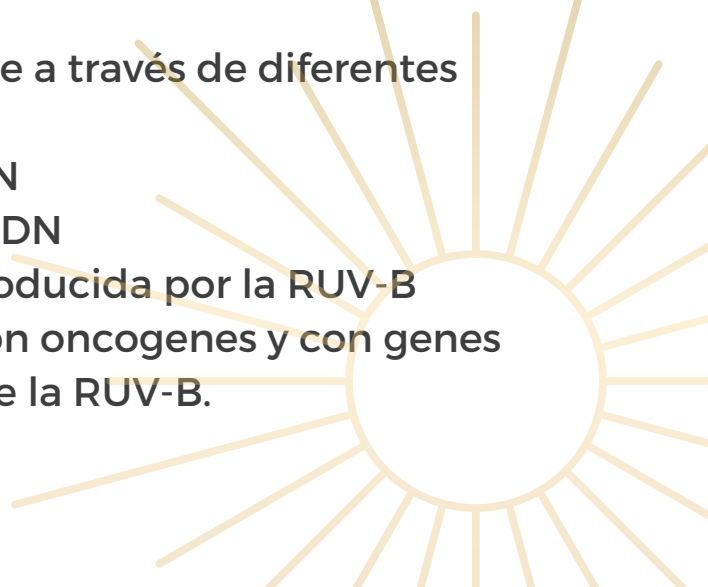 e a través de diferentes
N
DN
oducida por la RUV-B
on oncogenes y con genes
e la RUV-B.